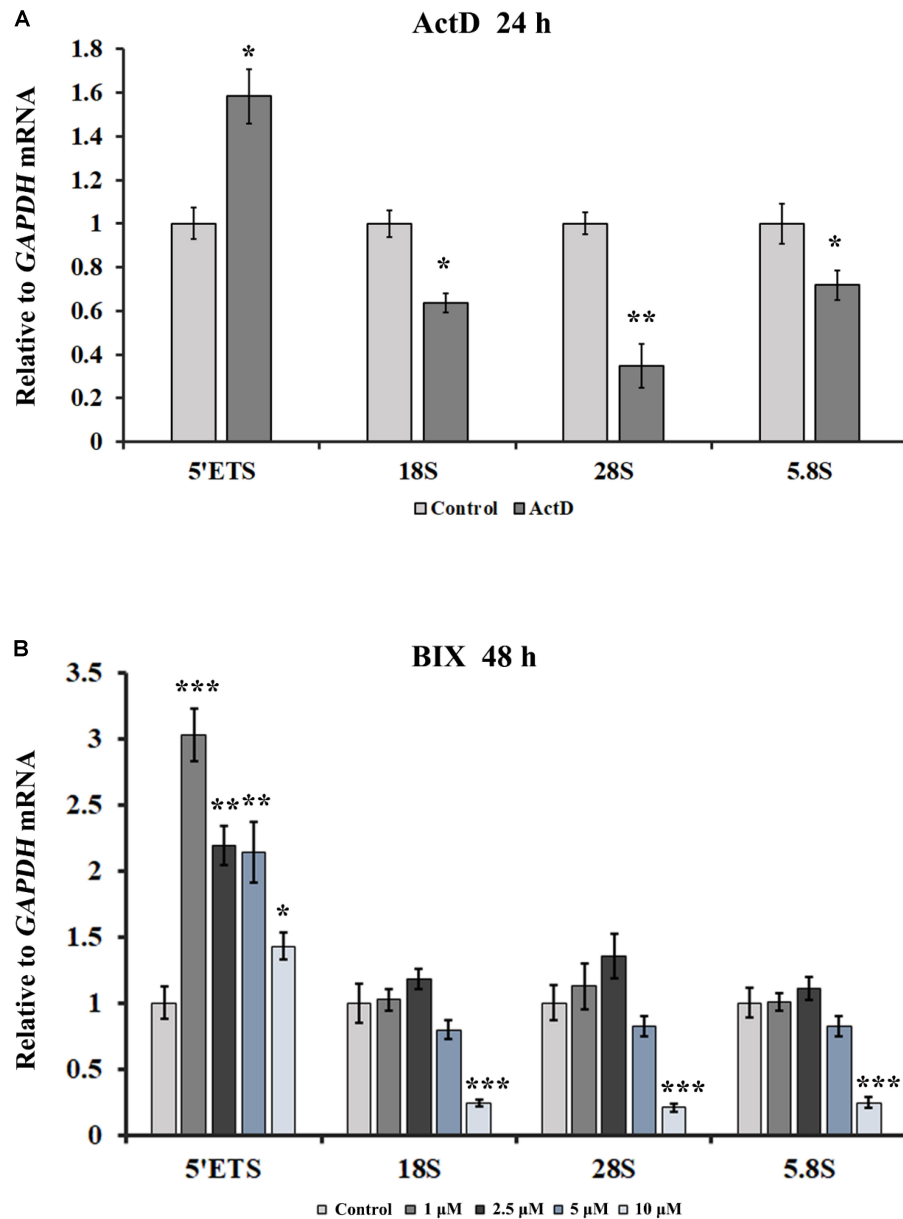 A
ActD 24 h
Relative to GAPDH mRNA
1.8
1.6
1.4
1.2
1
0.8
0.6
0.4
0.2
0
*
*
**
*
5'ETS 18S 28S 5.8S
Control ActD
B
BIX 48 h
Relative to GAPDH mRNA
3.5
3
2.5
2
1.5
1
0.5
0
***
** **
*
*** *** ***
5'ETS 18S 28S 5.8S
Control 1 µM 2.5 µM 5 µM 10 µM